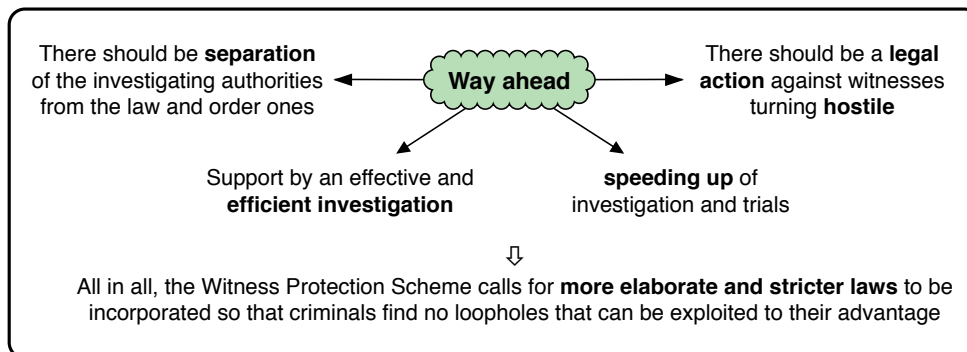 There should be separation
of the investigating authorities
from the law and order ones
Way ahead
There should be a legal
action against witnesses
turning hostile
Support by an effective and
efficient investigation
speeding up of
investigation and trials
All in all, the Witness Protection Scheme calls for more elaborate and stricter laws to be
incorporated so that criminals find no loopholes that can be exploited to their advantage